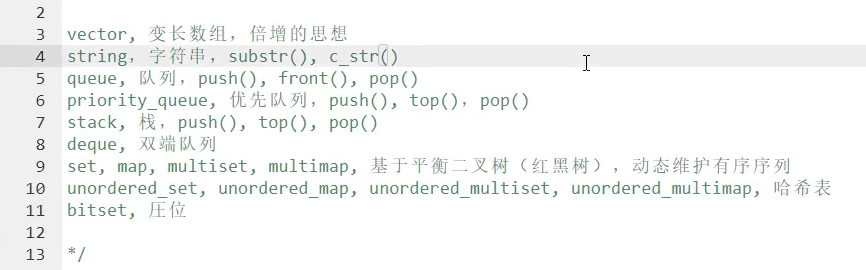 2
3 vector, 变长数组，倍增的思想
4 string，字符串，substr(), c_str()
5 queue, 队列，push(), front(), pop()
6 priority_queue, 优先队列，push(), top(), pop()
7 stack, 栈，push(), top(), pop()
8 deque, 双端队列
9 set, map, multiset, multimap, 基于平衡二叉树（红黑树），动态维护有序序列
10 unordered_set, unordered_map, unordered_multiset, unordered_multimap, 哈希表
11 bitset, 圧位
12
13 */